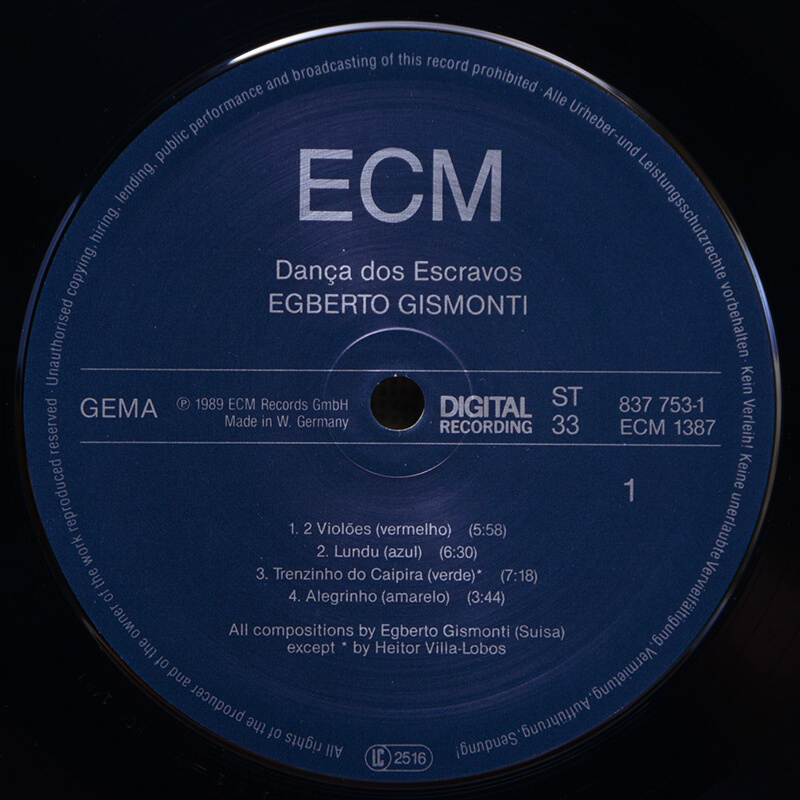 ECM
Dança dos Escravos
EGBERTO GISMONTI
GEMA
℗ 1989 ECM Records GmbH
Made in W. Germany
DIGITAL
RECORDING
ST
33
837 753-1
ECM 1387
1
1. 2 Violões (vermelho) (5:58)
2. Lundu (azul) (6:30)
3. Trenzinho do Caipira (verde)* (7:18)
4. Alegrinho (amarelo) (3:44)
All compositions by Egberto Gismonti (Suisa)
except * by Heitor Villa-Lobos
LC 2516
All rights of the producer and of the owner of the work reproduced reserved · Unauthorised copying, hiring, lending, public performance and broadcasting of this record prohibited · Alle Urheber- und Leistungsschutzrechte vorbehalten · Kein Verleih! Keine unerlaubte Vervielfältigung, Vermietung, Aufführung, Sendung!